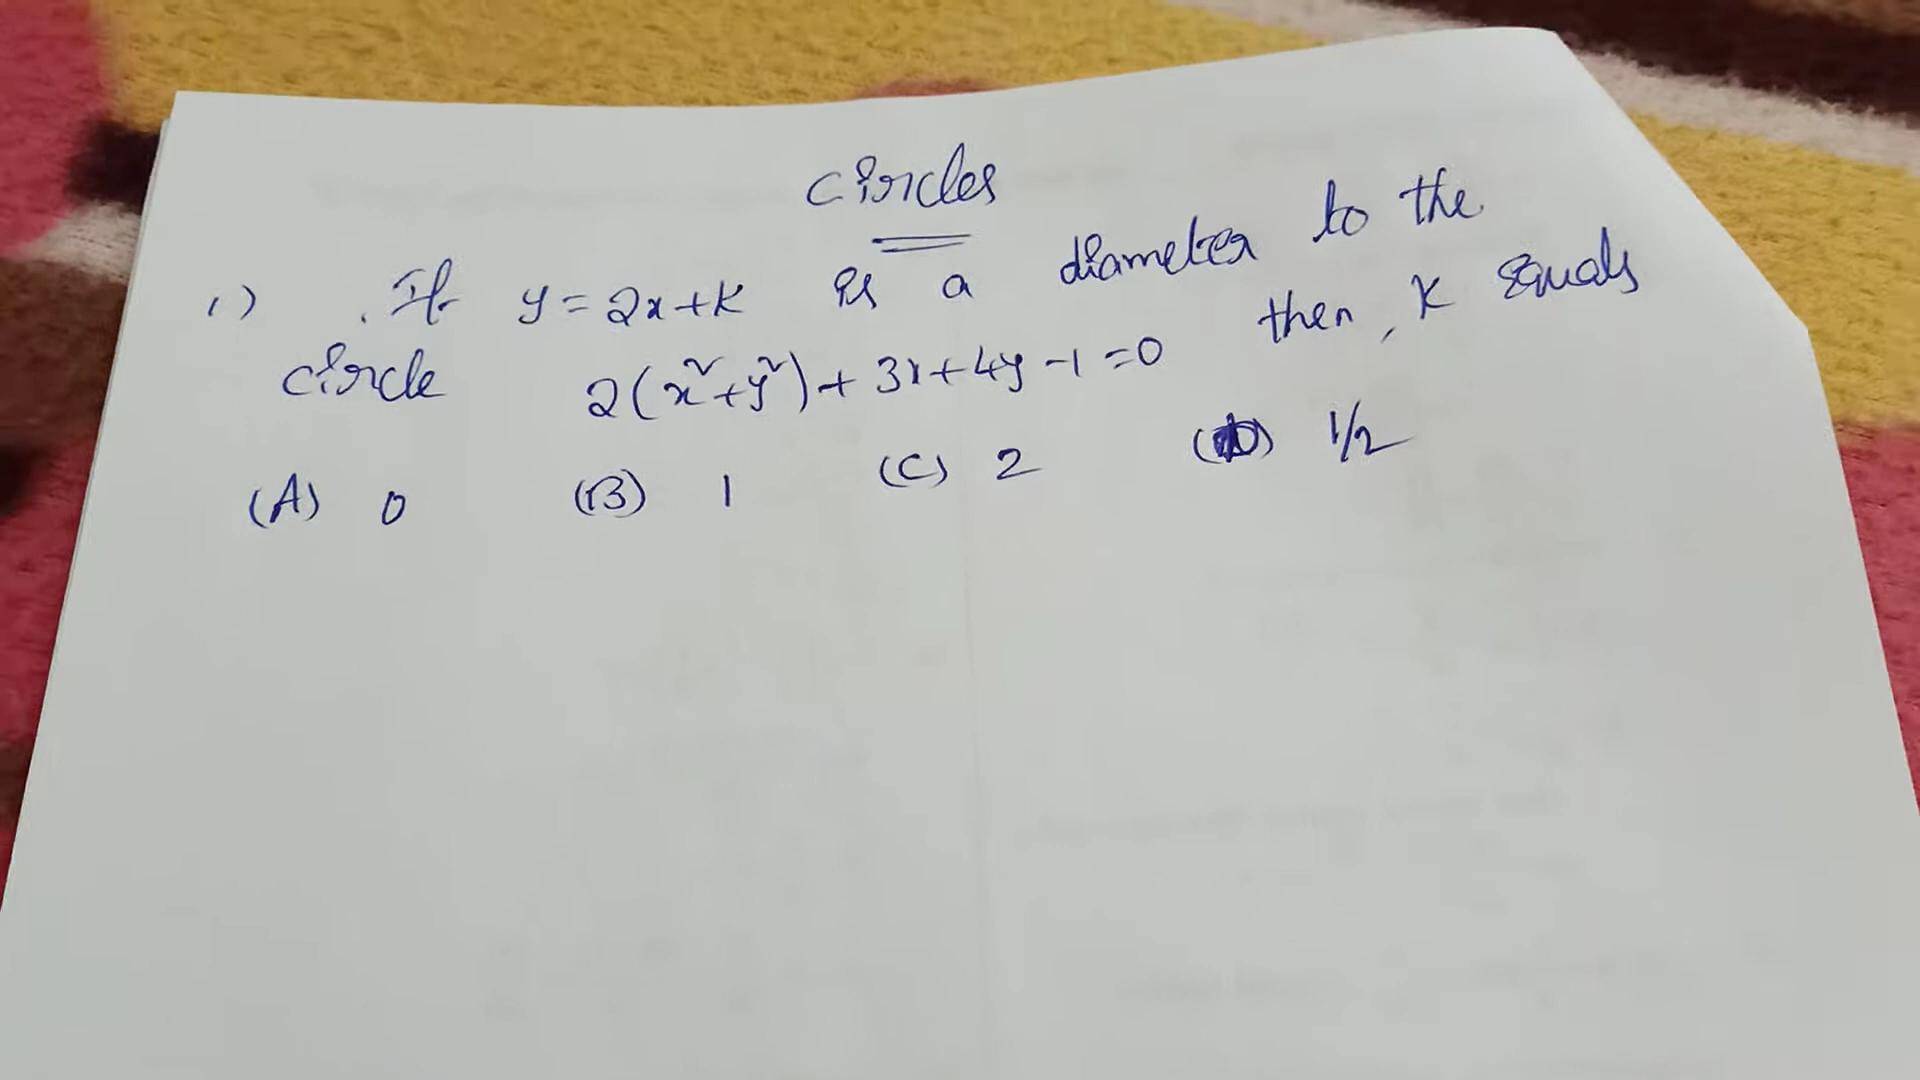 circles
1) . If y = 2x + k is a diameter to the
circle 2(x²+y²) + 3x + 4y - 1 = 0 then, k equals
(A) 0 (B) 1 (C) 2 (D) 1/2